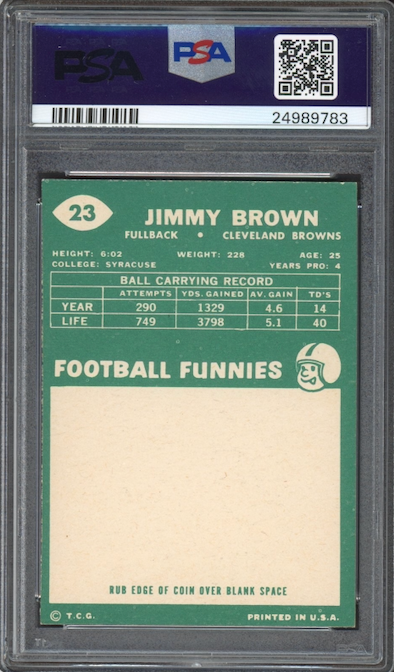 PSA
PSA
24989783
23
JIMMY BROWN
FULLBACK • CLEVELAND BROWNS
HEIGHT: 6:02 WEIGHT: 228 AGE: 25
COLLEGE: SYRACUSE YEARS PRO: 4
BALL CARRYING RECORD
ATTEMPTS YDS. GAINED AV. GAIN TD'S
YEAR 290 1329 4.6 14
LIFE 749 3798 5.1 40
FOOTBALL FUNNIES
RUB EDGE OF COIN OVER BLANK SPACE
© T.C.G. PRINTED IN U.S.A.